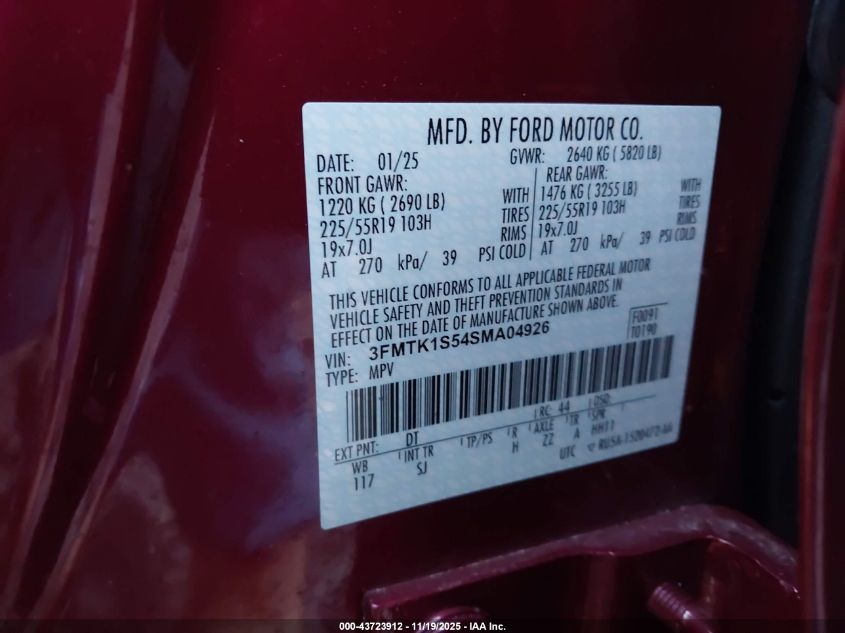 MFD. BY FORD MOTOR CO.
DATE: 01/25 GVWR: 2640 KG ( 5820 LB)
FRONT GAWR: REAR GAWR:
1220 KG ( 2690 LB) WITH 1476 KG ( 3255 LB) WITH
225/55R19 103H TIRES 225/55R19 103H TIRES
19x7.0J RIMS 19x7.0J RIMS
AT 270 kPa/ 39 PSI COLD AT 270 kPa/ 39 PSI COLD
THIS VEHICLE CONFORMS TO ALL APPLICABLE FEDERAL MOTOR
VEHICLE SAFETY AND THEFT PREVENTION STANDARDS IN
EFFECT ON THE DATE OF MANUFACTURE SHOWN ABOVE.
VIN: 3FMTK1S54SMA04926 F0091
TYPE: MPV T0190
RC: 44 DSO:
EXT PNT: DT
WB INT TR TP/PS R AXLE TR SPR
117 SJ H ZZ A HH11
UTC
000-43723912 - 11/19/2025 - IAA Inc.